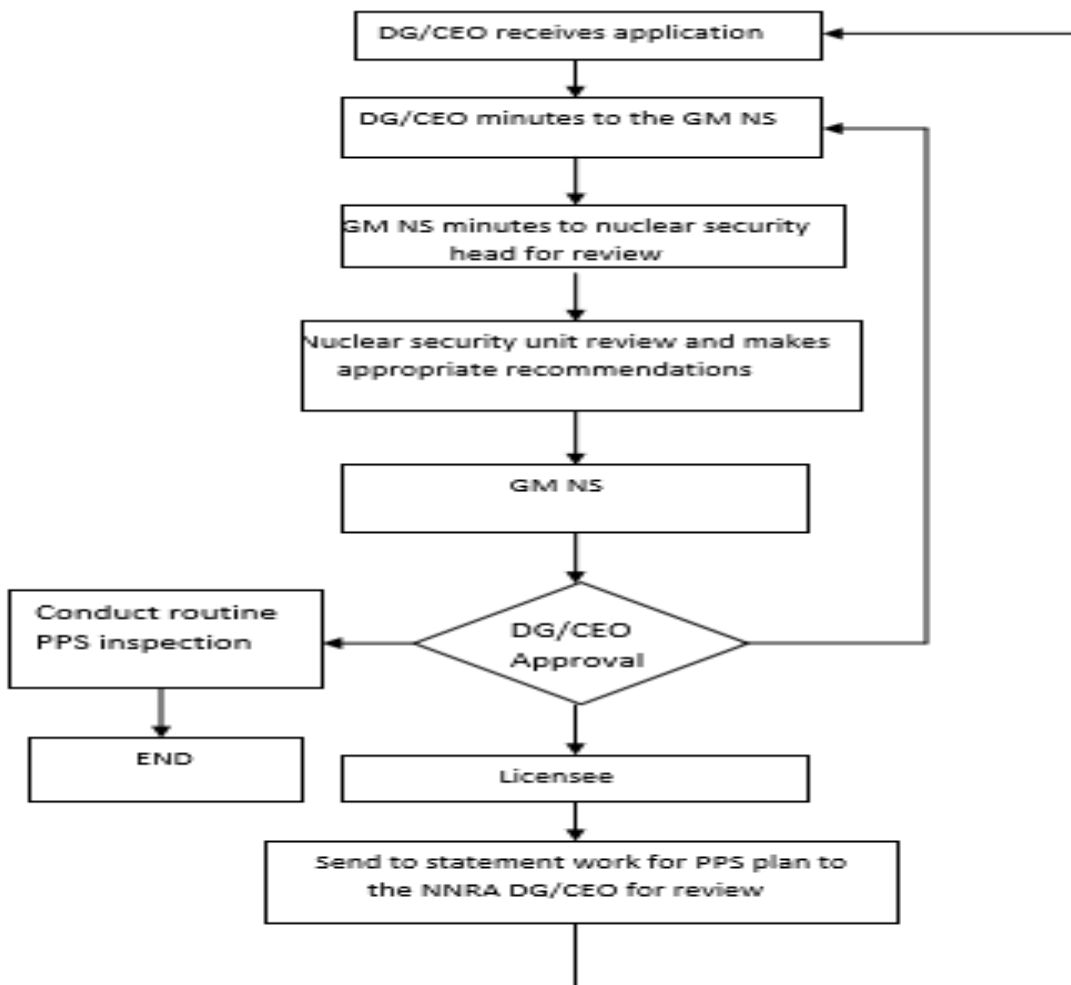 DG/CEO receives application
DG/CEO minutes to the GM NS
GM NS minutes to nuclear security
head for review
Nuclear security unit review and makes
appropriate recommendations
GM NS
Conduct routine
PPS inspection
DG/CEO
Approval
END
Licensee
Send to statement work for PPS plan to
the NNRA DG/CEO for review